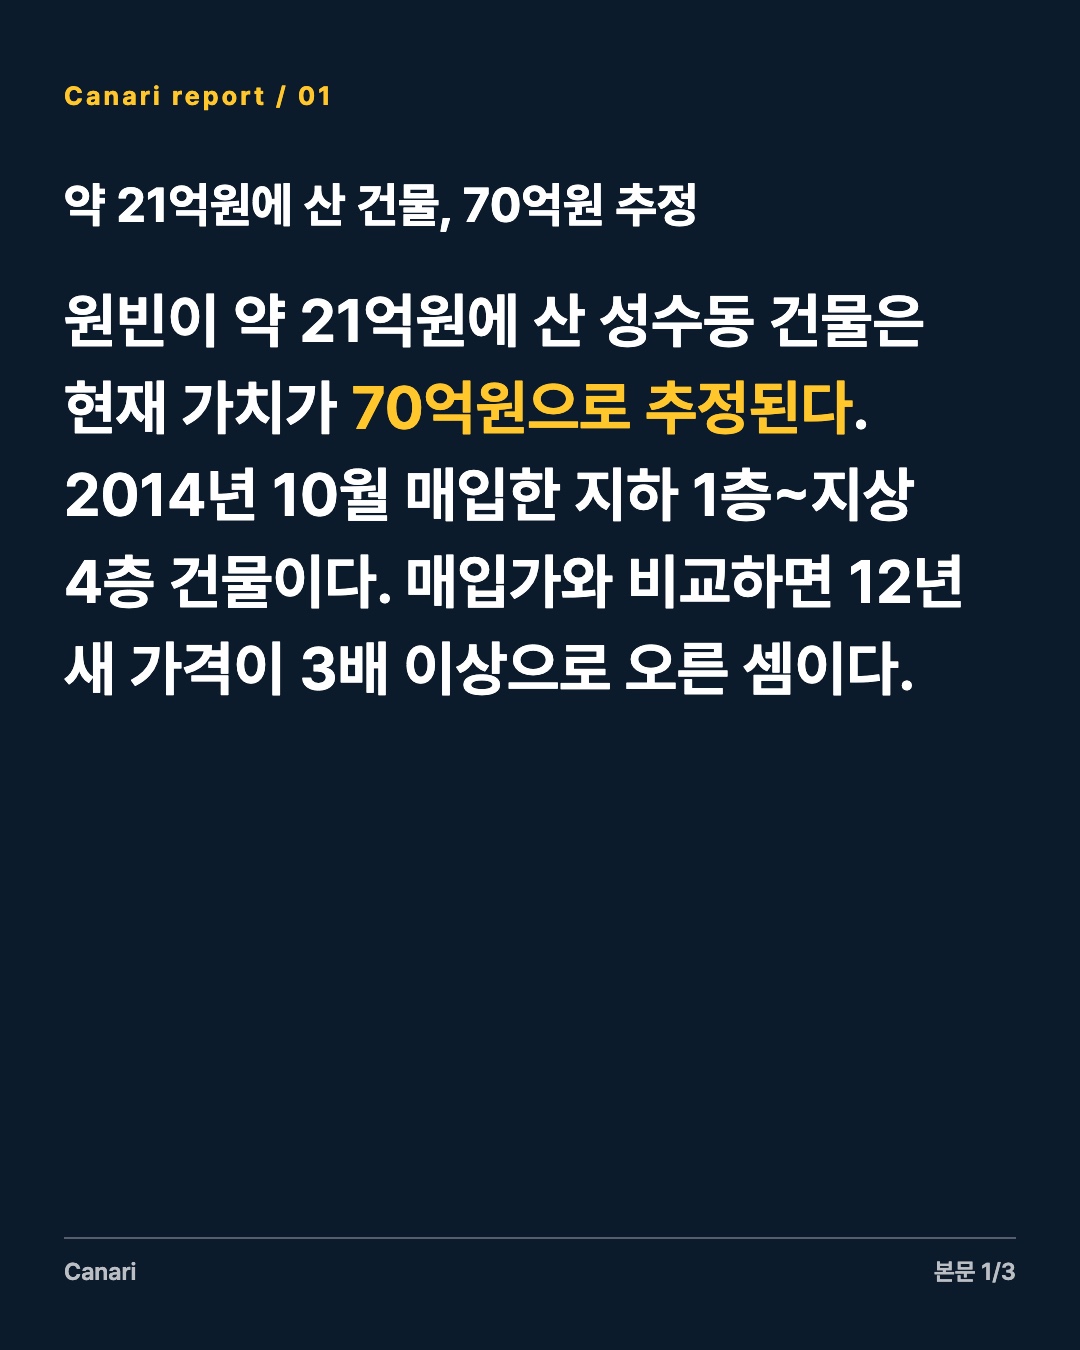 Canari report / 01
약 21억원에 산 건물, 70억원 추정
원빈이 약 21억원에 산 성수동 건물은
현재 가치가 70억원으로 추정된다.
2014년 10월 매입한 지하 1층~지상
4층 건물이다. 매입가와 비교하면 12년
새 가격이 3배 이상으로 오른 셈이다.
Canari
본문 1/3